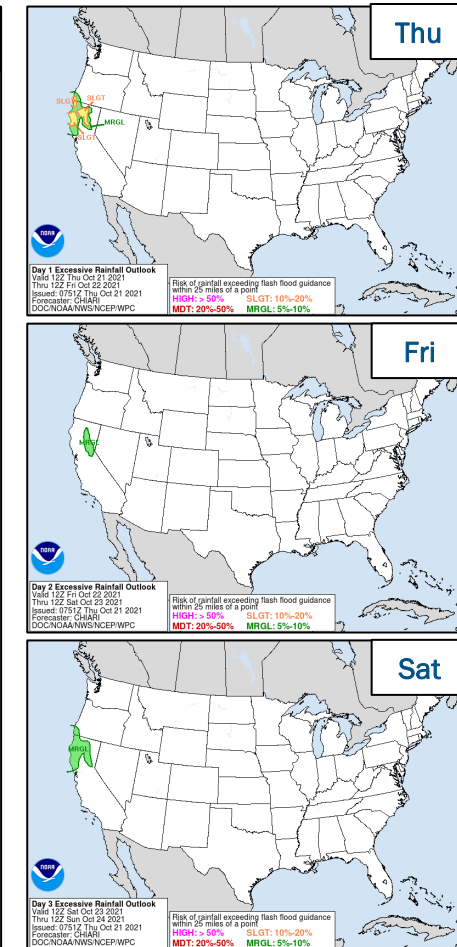 Thu
SLGT
SLGT
MRGL
SLGT
NOAA
Day 1 Excessive Rainfall Outlook
Valid 12Z Thu Oct 21 2021
Thru 12Z Fri Oct 22 2021
Issued: 0751Z Thu Oct 21 2021
Forecaster: CHIARI
DOC/NOAA/NWS/NCEP/WPC
Risk of rainfall exceeding flash flood guidance
within 25 miles of a point
HIGH: > 50% SLGT: 10%-20%
MDT: 20%-50% MRGL: 5%-10%
Fri
MRGL
NOAA
Day 2 Excessive Rainfall Outlook
Valid 12Z Fri Oct 22 2021
Thru 12Z Sat Oct 23 2021
Issued: 0751Z Thu Oct 21 2021
Forecaster: CHIARI
DOC/NOAA/NWS/NCEP/WPC
Risk of rainfall exceeding flash flood guidance
within 25 miles of a point
HIGH: > 50% SLGT: 10%-20%
MDT: 20%-50% MRGL: 5%-10%
Sat
MRGL
NOAA
Day 3 Excessive Rainfall Outlook
Valid 12Z Sat Oct 23 2021
Thru 12Z Sun Oct 24 2021
Issued: 0751Z Thu Oct 21 2021
Forecaster: CHIARI
DOC/NOAA/NWS/NCEP/WPC
Risk of rainfall exceeding flash flood guidance
within 25 miles of a point
HIGH: > 50% SLGT: 10%-20%
MDT: 20%-50% MRGL: 5%-10%